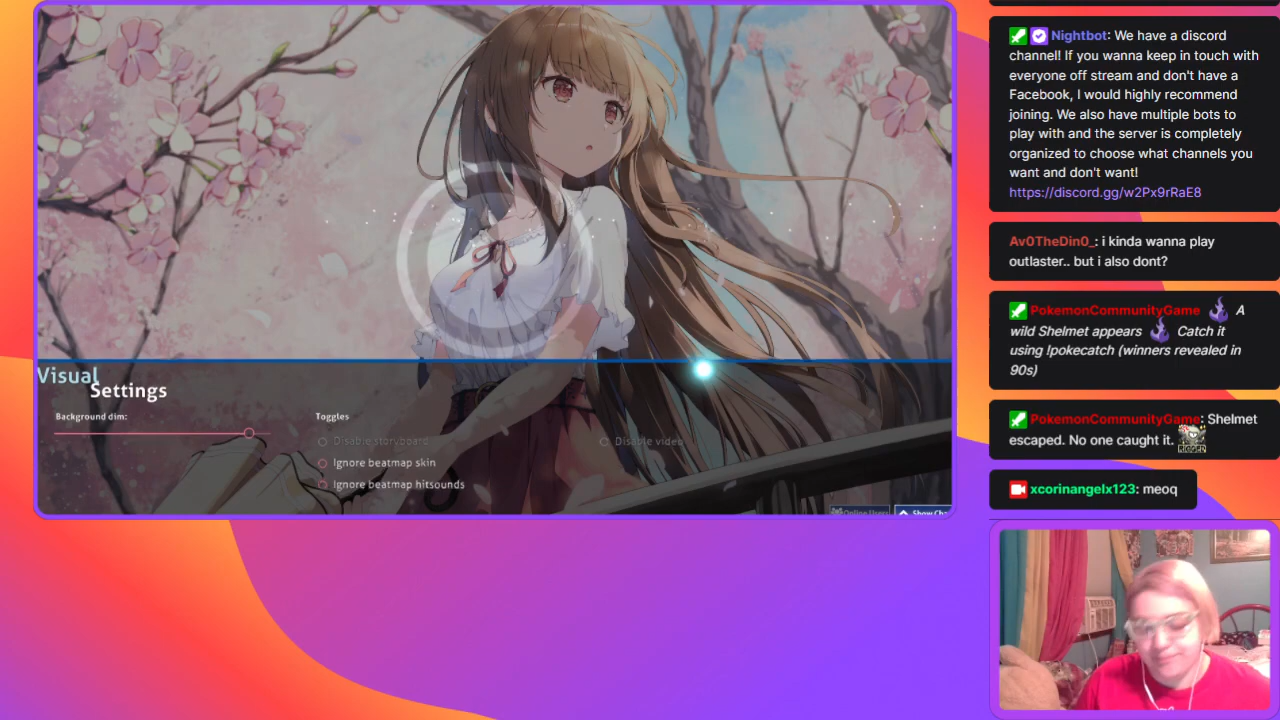 Visual
Settings
Background dim:
Toggles
Disable storyboard
Disable video
Ignore beatmap skin
Ignore beatmap hitsounds
Online Users
Show Cha
Nightbot: We have a discord
channel! If you wanna keep in touch with
everyone off stream and don't have a
Facebook, I would highly recommend
joining. We also have multiple bots to
play with and the server is completely
organized to choose what channels you
want and don't want!
https://discord.gg/w2Px9rRaE8
Av0TheDin0_: i kinda wanna play
outlaster.. but i also dont?
PokemonCommunityGame A
wild Shelmet appears Catch it
using !pokecatch (winners revealed in
90s)
PokemonCommunityGame: Shelmet
escaped. No one caught it.
xcorinangelx123: meoq